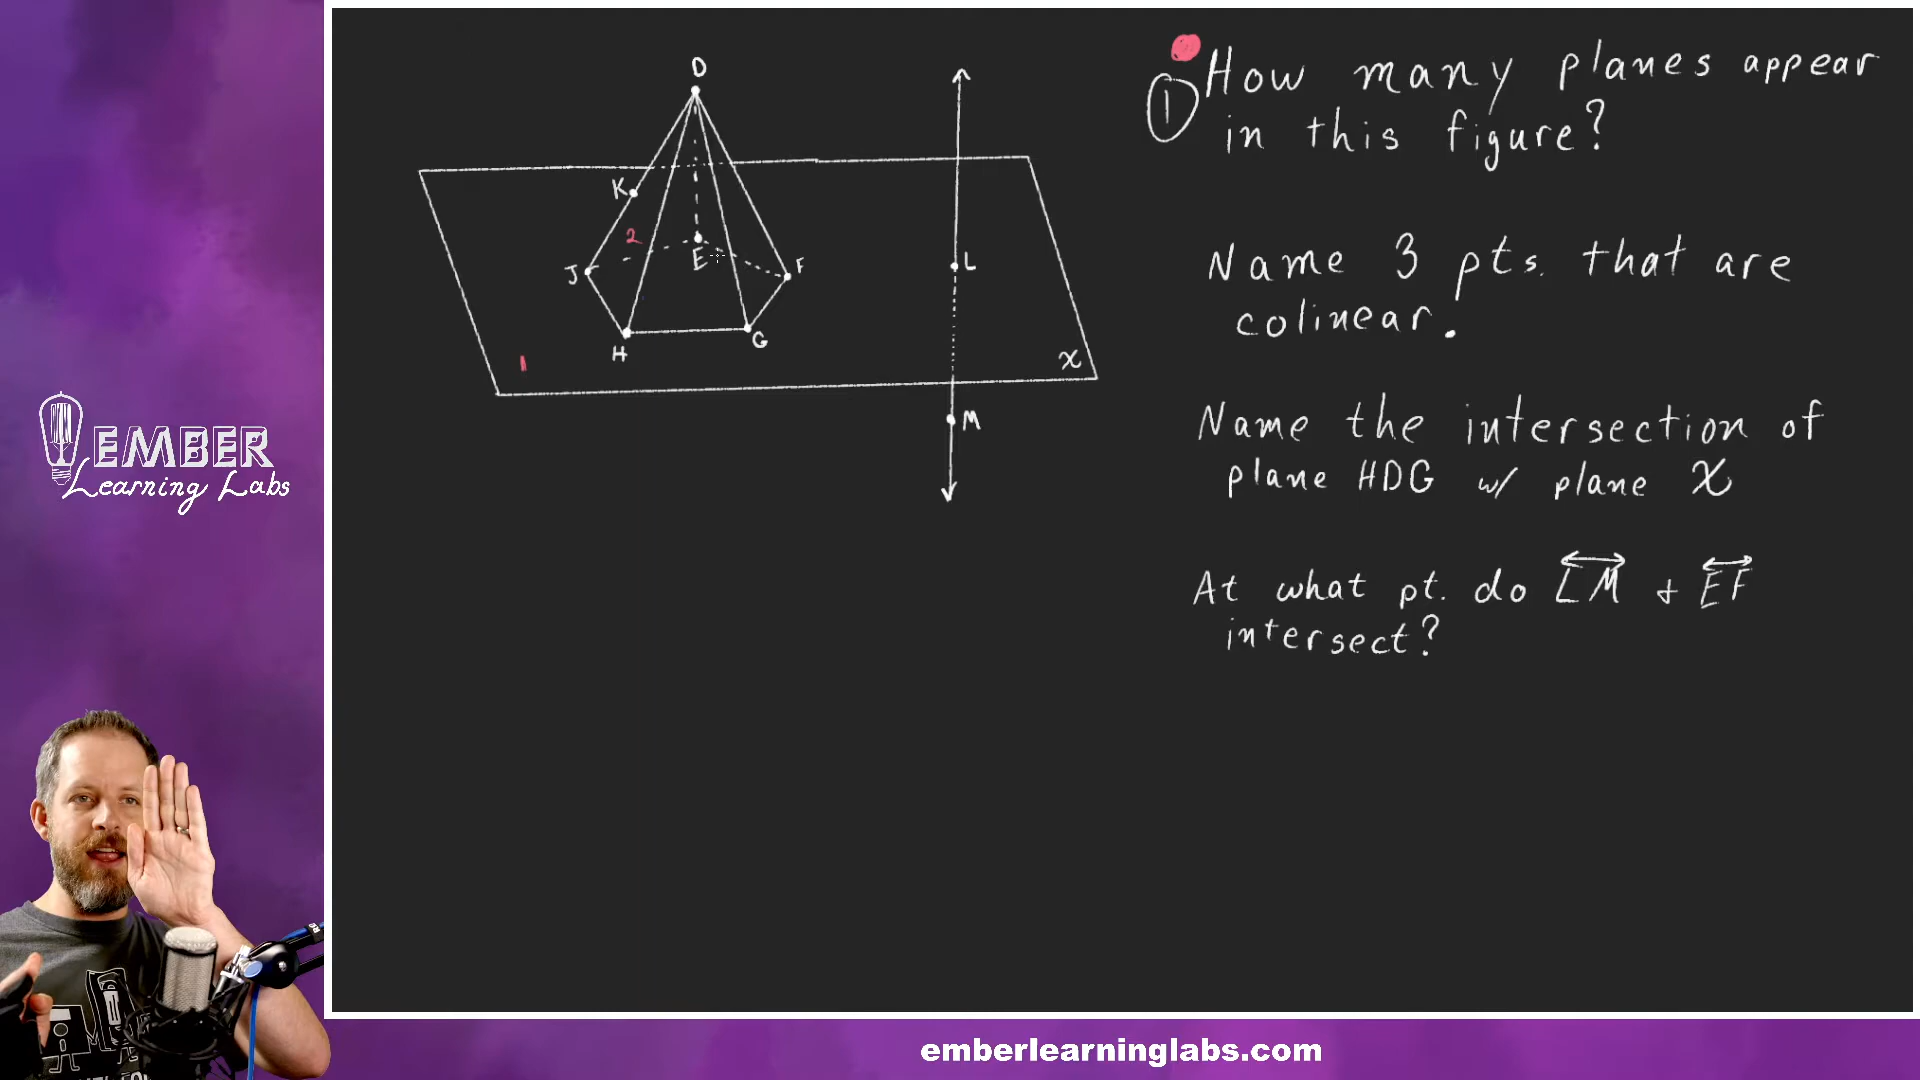 D
K
2
J
E
F
H
G
1
L
x
M
① How many planes appear
in this figure?
Name 3 pts. that are
colinear.
Name the intersection of
plane HDG w/ plane x
At what pt. do LM + EF
intersect?
EMBER
Learning Labs
emberlearninglabs.com